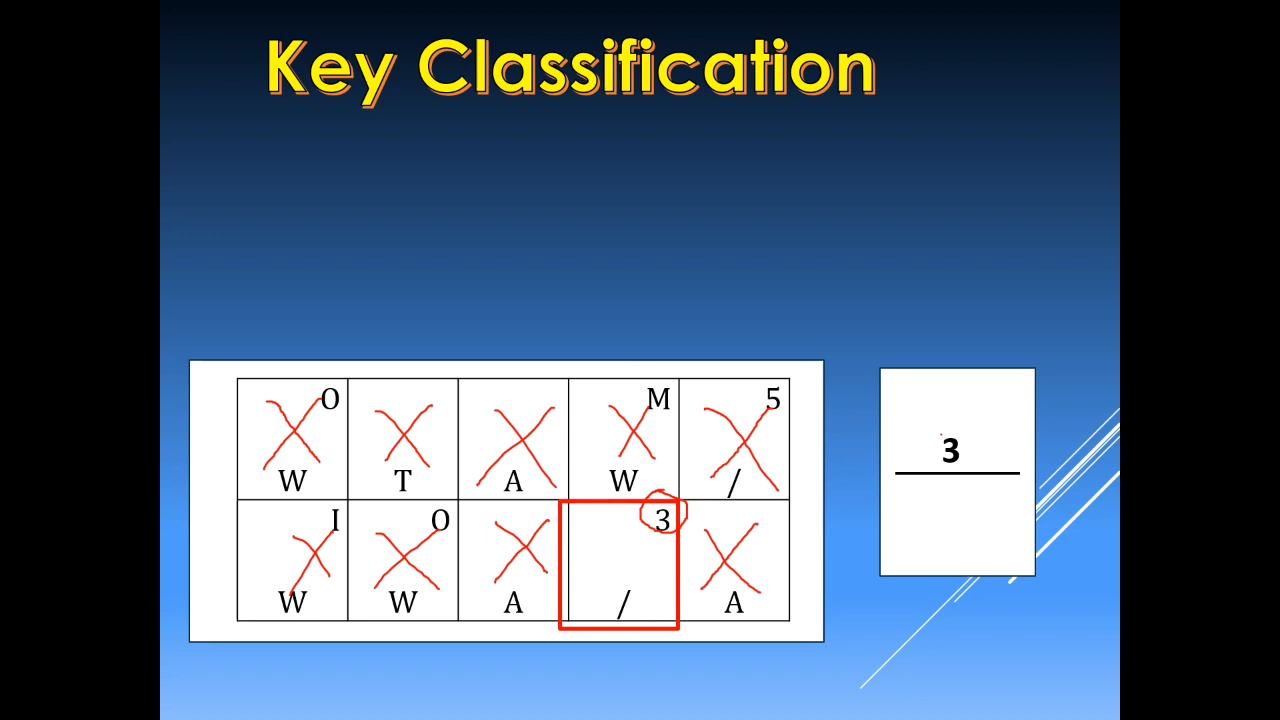 Key Classification
O M 5
W T A W /
I O 3
W W A / A
3